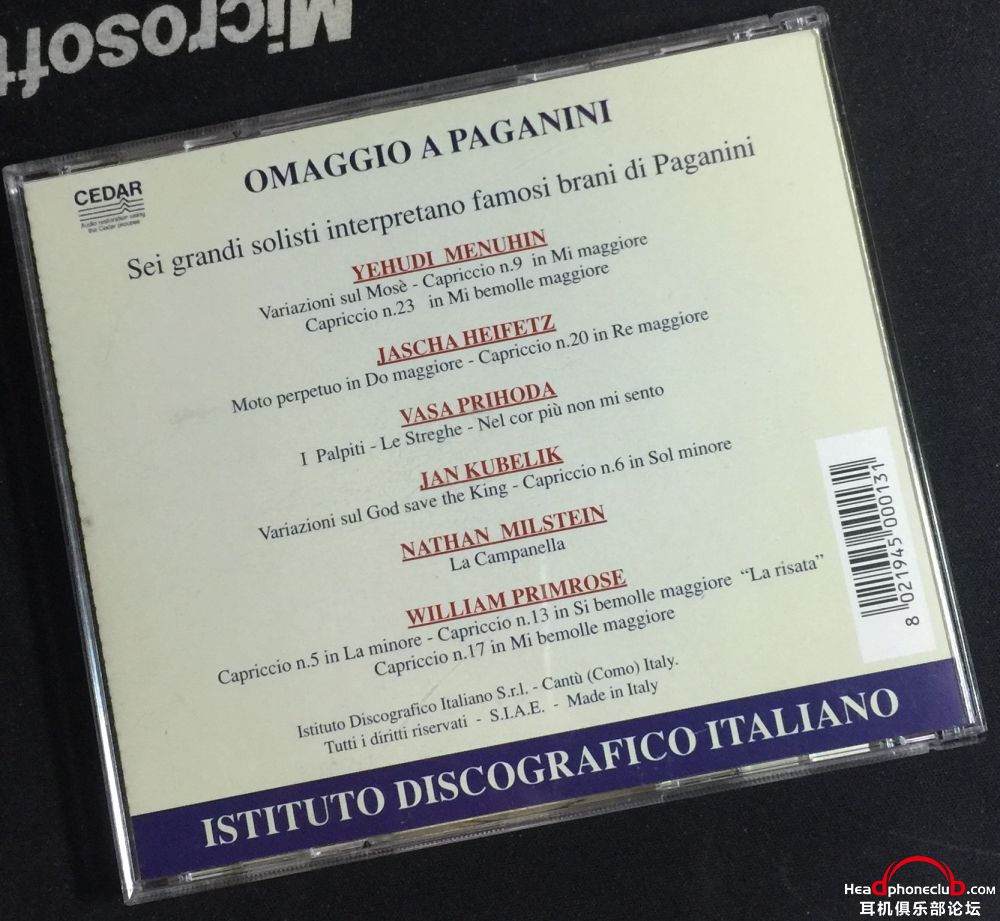 Microsoft
OMAGGIO A PAGANINI
CEDAR
Audio restoration using
the Cedar process
Sei grandi solisti interpretano famosi brani di Paganini
YEHUDI MENUHIN
Variazioni sul Mosè - Capriccio n.9 in Mi maggiore
Capriccio n.23 in Mi bemolle maggiore
JASCHA HEIFETZ
Moto perpetuo in Do maggiore - Capriccio n.20 in Re maggiore
VASA PRIHODA
I Palpiti - Le Streghe - Nel cor più non mi sento
JAN KUBELIK
Variazioni sul God save the King - Capriccio n.6 in Sol minore
NATHAN MILSTEIN
La Campanella
WILLIAM PRIMROSE
Capriccio n.5 in La minore - Capriccio n.13 in Si bemolle maggiore “La risata”
Capriccio n.17 in Mi bemolle maggiore
8 021945 000131
Istituto Discografico Italiano S.r.l. - Cantù (Como) Italy.
Tutti i diritti riservati - S.I.A.E. - Made in Italy
ISTITUTO DISCOGRAFICO ITALIANO
Headphoneclub.com
耳机俱乐部论坛